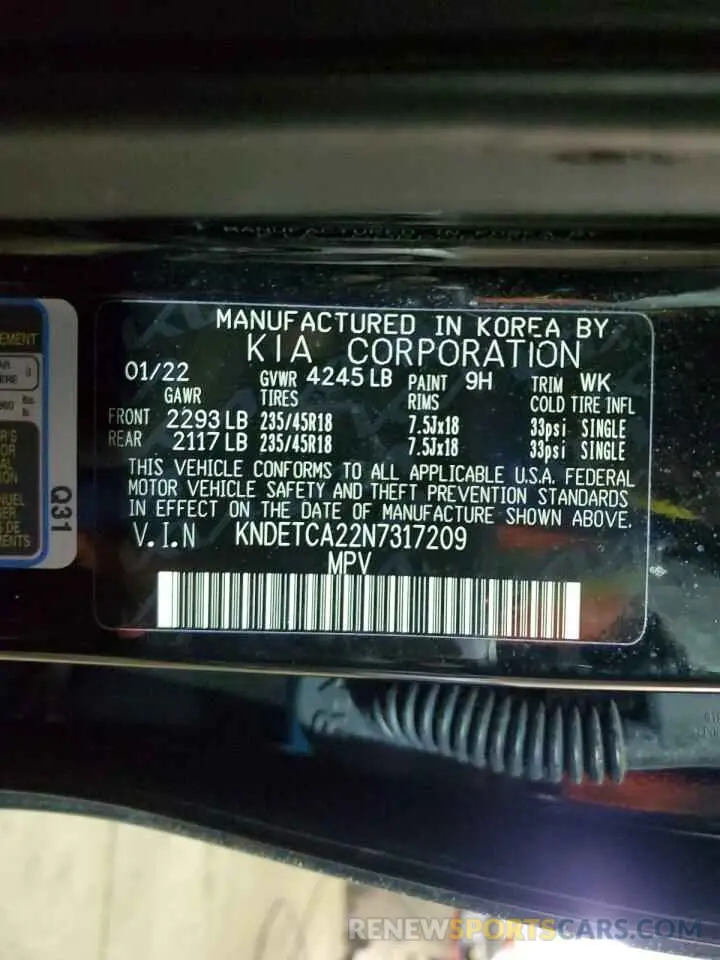 MANUFACTURED IN KOREA BY
KIA CORPORATION
01/22 GVWR 4245 LB PAINT 9H TRIM WK
GAWR TIRES RIMS COLD TIRE INFL
FRONT 2293 LB 235/45R18 7.5Jx18 33psi SINGLE
REAR 2117 LB 235/45R18 7.5Jx18 33psi SINGLE
THIS VEHICLE CONFORMS TO ALL APPLICABLE U.S.A. FEDERAL
MOTOR VEHICLE SAFETY AND THEFT PREVENTION STANDARDS
IN EFFECT ON THE DATE OF MANUFACTURE SHOWN ABOVE.
V.I.N KNDETCA22N7317209
MPV
Q31
RENEWSPORTSCARS.COM